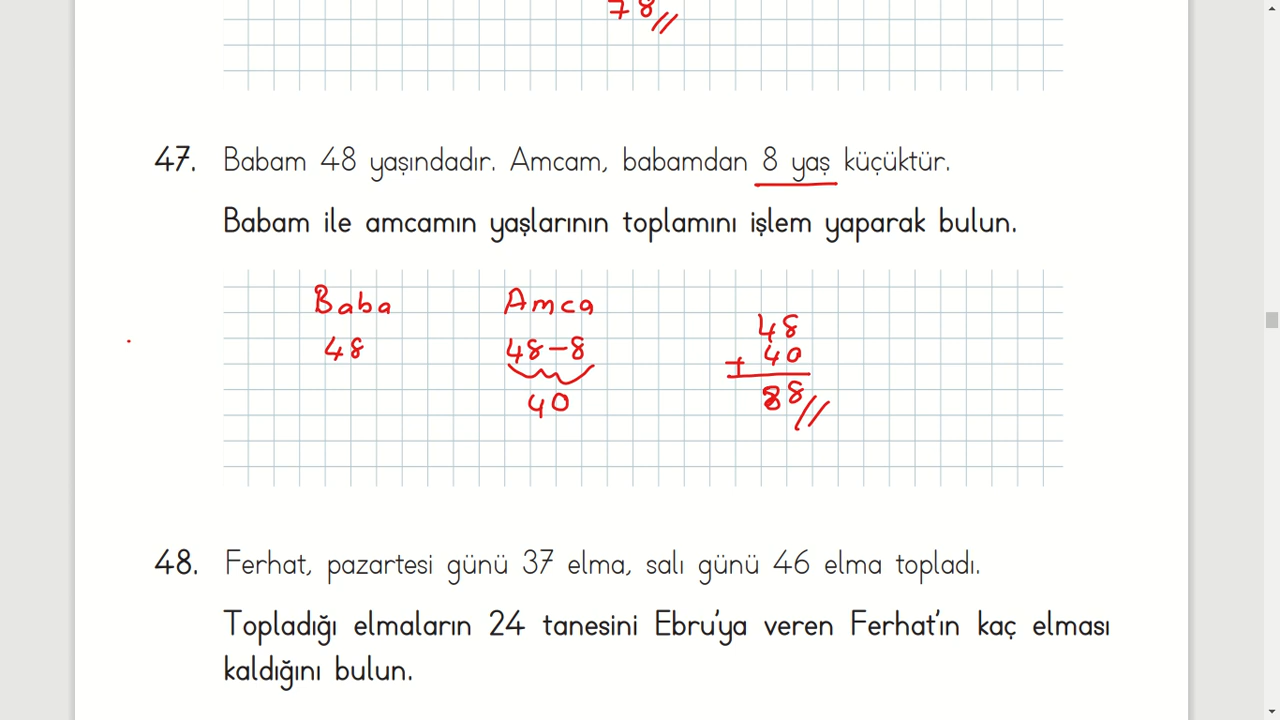 78//
47. Babam 48 yaşındadır. Amcam, babamdan 8 yaş küçüktür.
Babam ile amcamın yaşlarının toplamını işlem yaparak bulun.
Baba
48
Amca
48-8
40
48
+ 40
88//
48. Ferhat, pazartesi günü 37 elma, salı günü 46 elma topladı.
Topladığı elmaların 24 tanesini Ebru'ya veren Ferhat'ın kaç elması
kaldığını bulun.